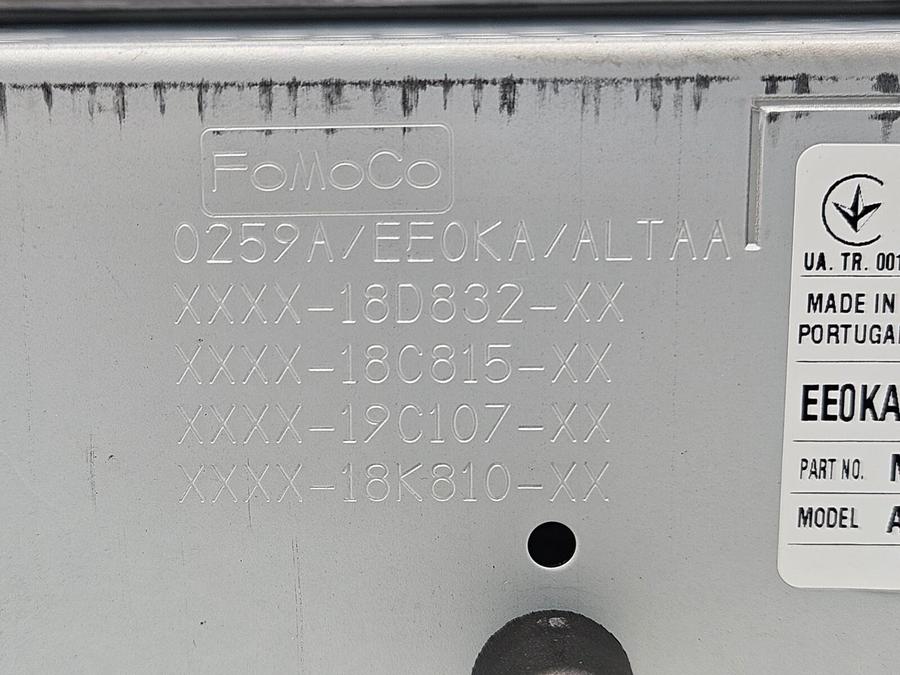 FoMoCo
0259A/EE0KA/ALTAA
XXXX-18D832-XX
XXXX-18C815-XX
XXXX-19C107-XX
XXXX-18K810-XX
UA. TR. 001
MADE IN
PORTUGA
EE0KA
PART NO.
MODEL A